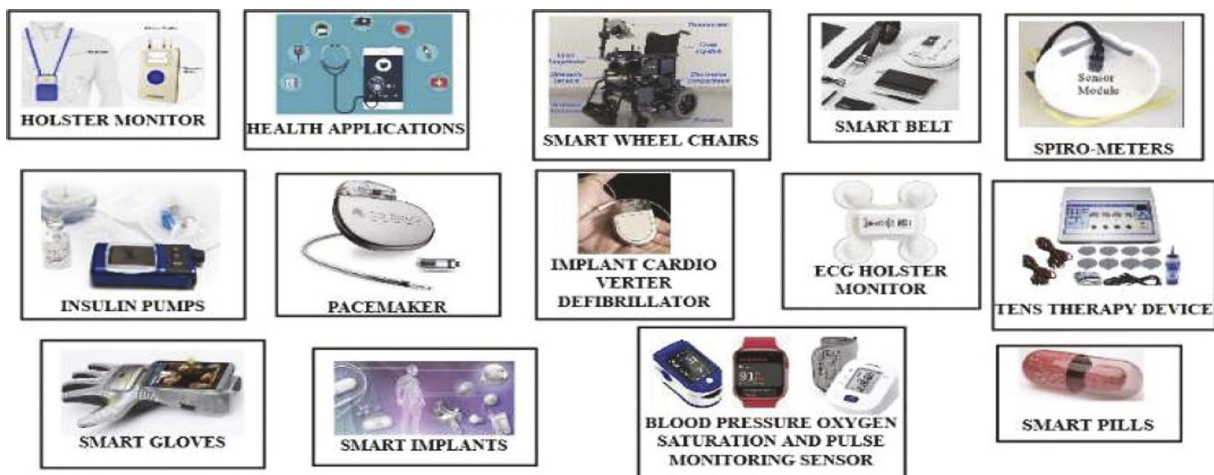 HOLSTER MONITOR
HEALTH APPLICATIONS
SMART WHEEL CHAIRS
SMART BELT
Sensor
Module
SPIRO-METERS
INSULIN PUMPS
PACEMAKER
IMPLANT CARDIO
VERTER
DEFIBRILLATOR
ECG HOLSTER
MONITOR
TENS THERAPY DEVICE
SMART GLOVES
SMART IMPLANTS
91
BLOOD PRESSURE OXYGEN
SATURATION AND PULSE
MONITORING SENSOR
SMART PILLS